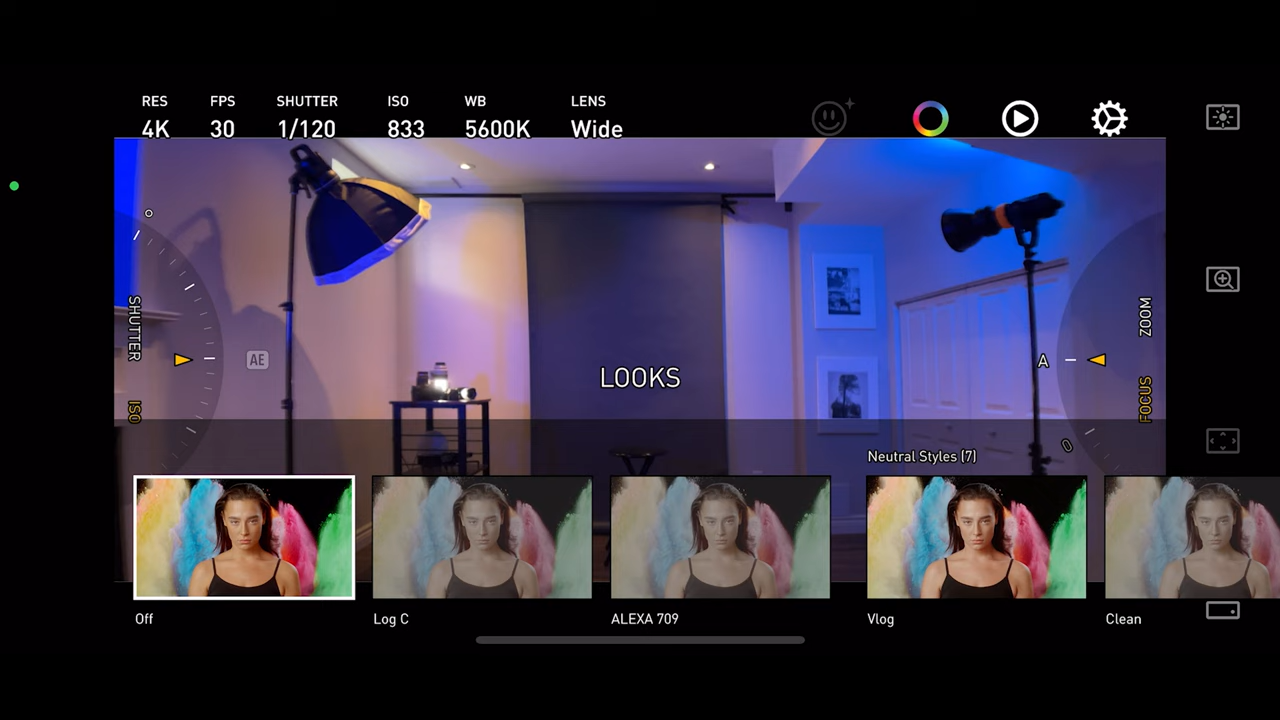 RES FPS SHUTTER ISO WB LENS
4K 30 1/120 833 5600K Wide
SHUTTER
ISO
AE
ZOOM
A
FOCUS
LOOKS
Neutral Styles (7)
Off Log C ALEXA 709 Vlog Clean